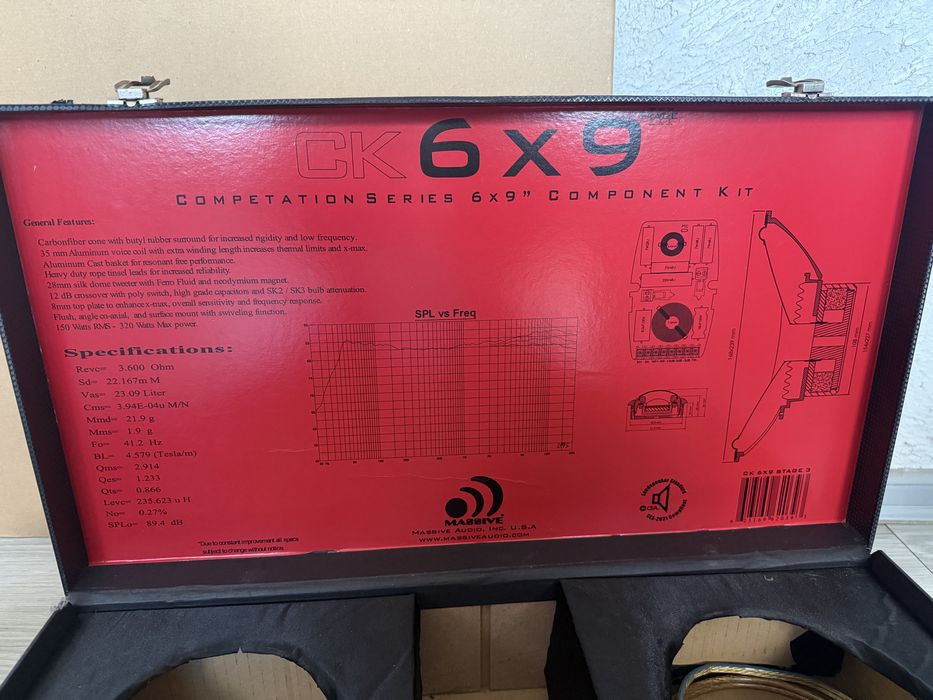 CK 6x9
STAGE
COMPETATION SERIES 6X9" COMPONENT KIT
General Features:
Carbonfiber cone with butyl rubber surround for increased rigidity and low frequency.
35 mm Aluminum voice coil with extra winding length increases thermal limits and x-max.
Aluminum Cast basket for resonant free performance.
Heavy duty rope tinsel leads for increased reliability.
28mm silk dome tweeter with Ferro Fluid and neodymium magnet.
12 dB crossover with poly switch, high grade capacitors and SK2 / SK3 bulb attenuation.
8mm top plate to enhance x-max, overall sensitivity and frequency response.
Flush, angle co-axial, and surface mount with swiveling function.
150 Watts RMS - 320 Watts Max power.
SPL vs Freq
Specifications:
Revc= 3.600 Ohm
Sd= 22.167m M
Vas= 23.09 Liter
Cms= 3.94E-04u M/N
Mmd= 21.9 g
Mms= 1.9 g
Fo= 41.2 Hz
BL= 4.579 (Tesla/m)
Qms= 2.914
Qes= 1.233
Qts= 0.866
Levc= 235.623 u H
No= 0.27%
SPLo= 89.4 dB
*Due to constant improvement all specs
subject to change without notice.
MASSIVE
MASSIVE AUDIO, INC. U.S.A
WWW.MASSIVEAUDIO.COM
Loudspeaker Standard
CEA
CEA-2031 Compliant
CK 6X9 STAGE 3